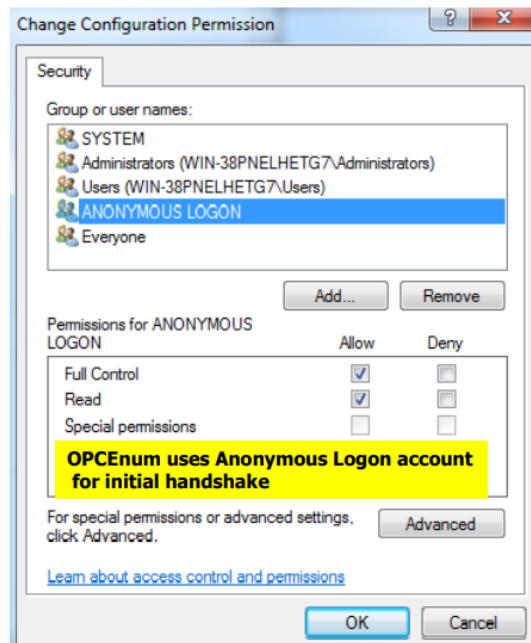 Change Configuration Permission
Security
Group or user names:
SYSTEM
Administrators (WIN-38PNELHETG7\Administrators)
Users (WIN-38PNELHETG7\Users)
ANONYMOUS LOGON
Everyone
Add... Remove
Permissions for ANONYMOUS
LOGON Allow Deny
Full Control
Read
Special permissions
OPCEnum uses Anonymous Logon account
for initial handshake
For special permissions or advanced settings,
click Advanced.
Advanced
Learn about access control and permissions
OK Cancel